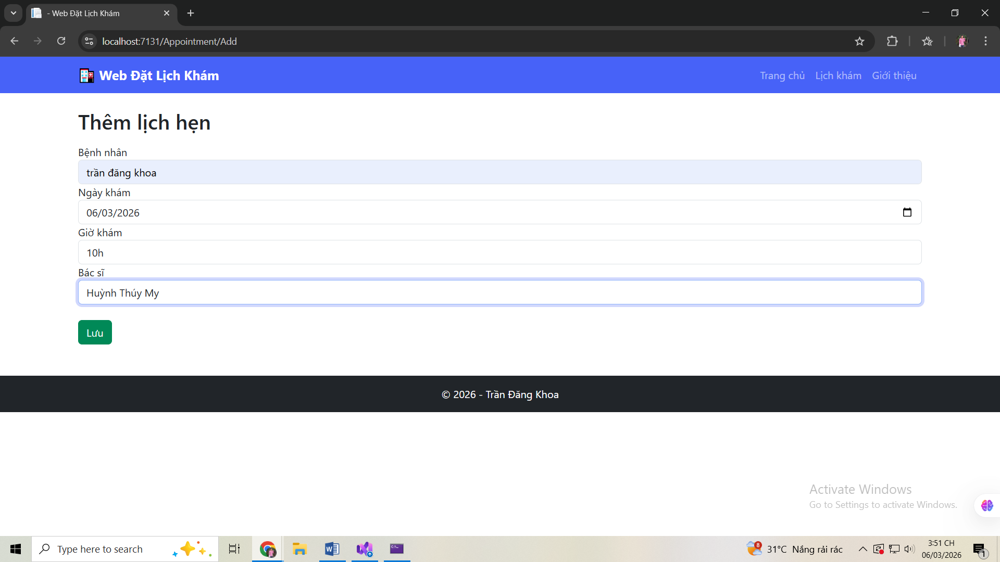 - Web Đặt Lịch Khám
localhost:7131/Appointment/Add
Web Đặt Lịch Khám
Trang chủ
Lịch khám
Giới thiệu
Thêm lịch hẹn
Bệnh nhân
trần đăng khoa
Ngày khám
06/03/2026
Giờ khám
10h
Bác sĩ
Huỳnh Thúy My
Lưu
© 2026 - Trần Đăng Khoa
Activate Windows
Go to Settings to activate Windows.
Type here to search
8
31°C Nắng rải rác
3:51 CH
06/03/2026
1